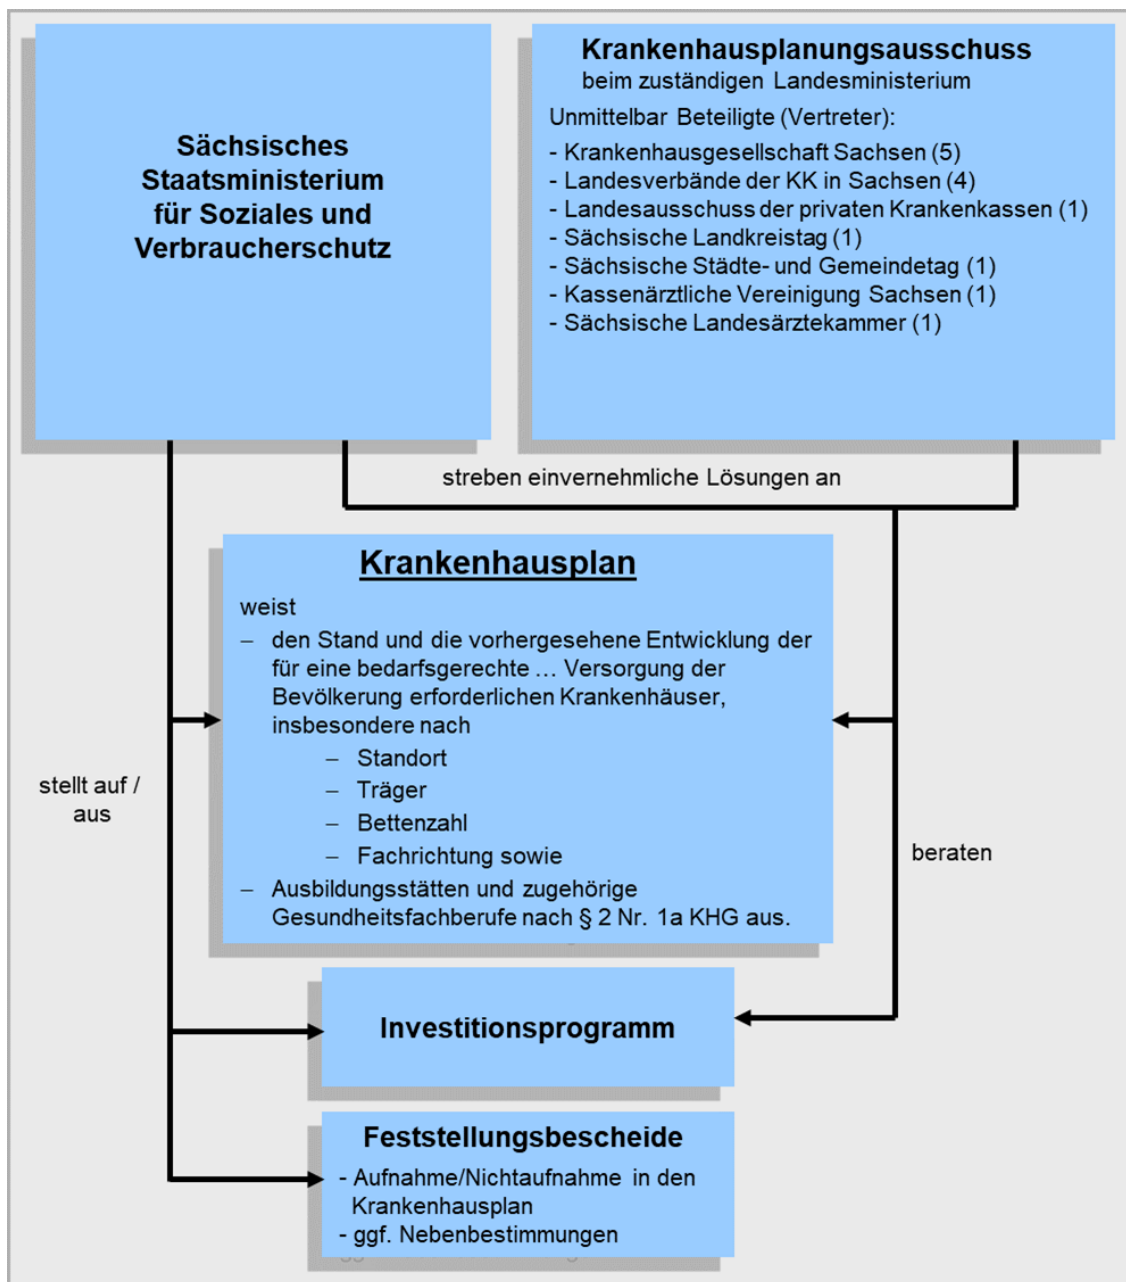 Sächsisches
Staatsministerium
für Soziales und
Verbraucherschutz
Krankenhausplanungsausschuss
beim zuständigen Landesministerium
Unmittelbar Beteiligte (Vertreter):
- Krankenhausgesellschaft Sachsen (5)
- Landesverbände der KK in Sachsen (4)
- Landesausschuss der privaten Krankenkassen (1)
- Sächsische Landkreistag (1)
- Sächsische Städte- und Gemeindetag (1)
- Kassenärztliche Vereinigung Sachsen (1)
- Sächsische Landesärztekammer (1)
streben einvernehmliche Lösungen an
Krankenhausplan
weist
– den Stand und die vorhergesehene Entwicklung der
für eine bedarfsgerechte … Versorgung der
Bevölkerung erforderlichen Krankenhäuser,
insbesondere nach
– Standort
– Träger
– Bettenzahl
– Fachrichtung sowie
– Ausbildungsstätten und zugehörige
Gesundheitsfachberufe nach § 2 Nr. 1a KHG aus.
stellt auf /
aus
beraten
Investitionsprogramm
Feststellungsbescheide
- Aufnahme/Nichtaufnahme in den
Krankenhausplan
- ggf. Nebenbestimmungen